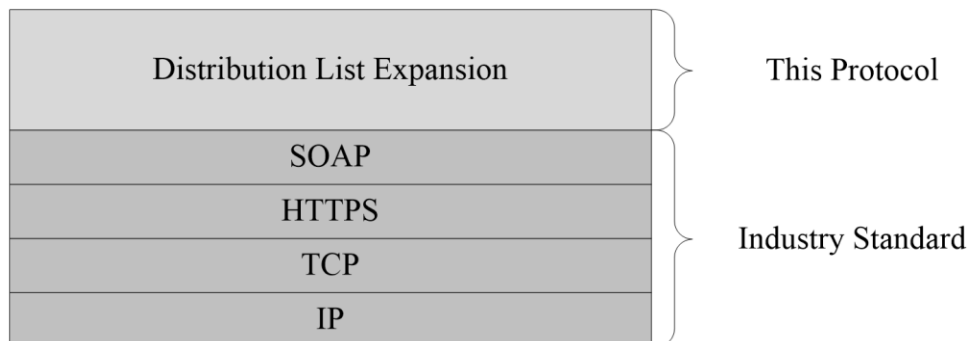 Distribution List Expansion
This Protocol
SOAP
HTTPS
TCP
IP
Industry Standard